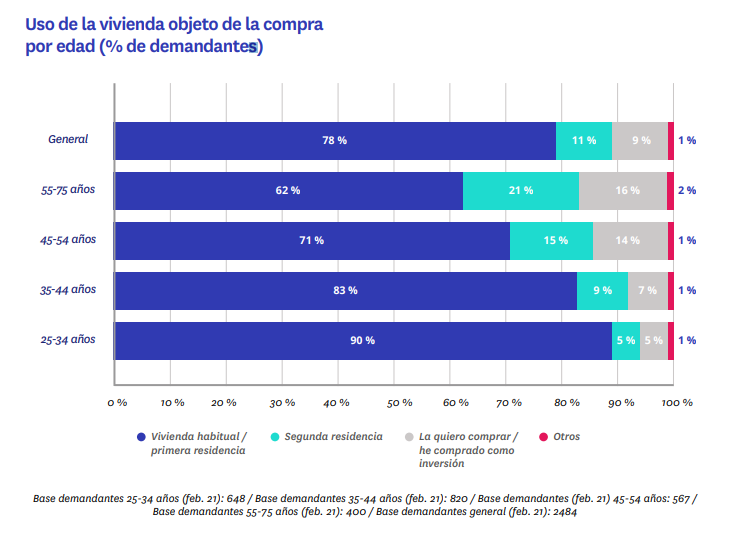 Uso de la vivienda objeto de la compra
por edad (% de demandantes)
General
78 %
11 %
9 %
1 %
55-75 años
62 %
21 %
16 %
2 %
45-54 años
71 %
15 %
14 %
1 %
35-44 años
83 %
9 %
7 %
1 %
25-34 años
90 %
5 %
5 %
1 %
0 %
10 %
20 %
30 %
40 %
50 %
60 %
70 %
80 %
90 %
100 %
Vivienda habitual /
primera residencia
Segunda residencia
La quiero comprar /
he comprado como
inversión
Otros
Base demandantes 25-34 años (feb. 21): 648 / Base demandantes 35-44 años (feb. 21): 820 / Base demandantes (feb. 21) 45-54 años: 567 /
Base demandantes 55-75 años (feb. 21): 400 / Base demandantes general (feb. 21): 2484